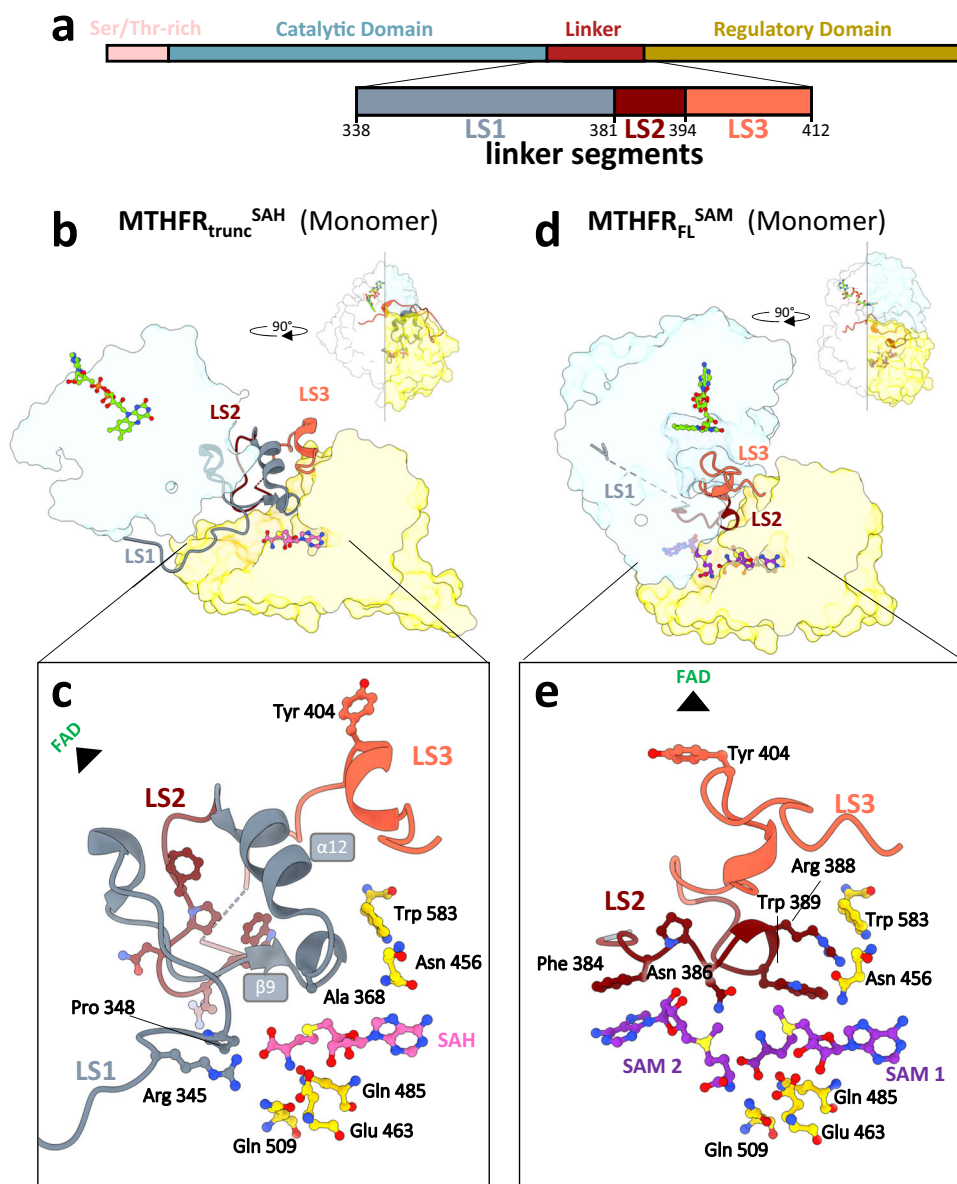 a
Ser/Thr-rich Catalytic Domain Linker Regulatory Domain
338 LS1 381 LS2 394 LS3 412
linker segments
b MTHFRtrunc SAH (Monomer)
90°
LS2 LS3
LS1
d MTHFRFL SAM (Monomer)
90°
LS3
LS1
LS2
c
FAD
Tyr 404
LS3
LS2
α12
Trp 583
Asn 456
β9
Ala 368
Pro 348
SAH
LS1
Arg 345
Gln 485
Glu 463
Gln 509
FAD
e
Tyr 404
LS3
Arg 388
LS2
Trp 389
Trp 583
Phe 384
Asn 386
Asn 456
SAM 2
SAM 1
Gln 485
Glu 463
Gln 509